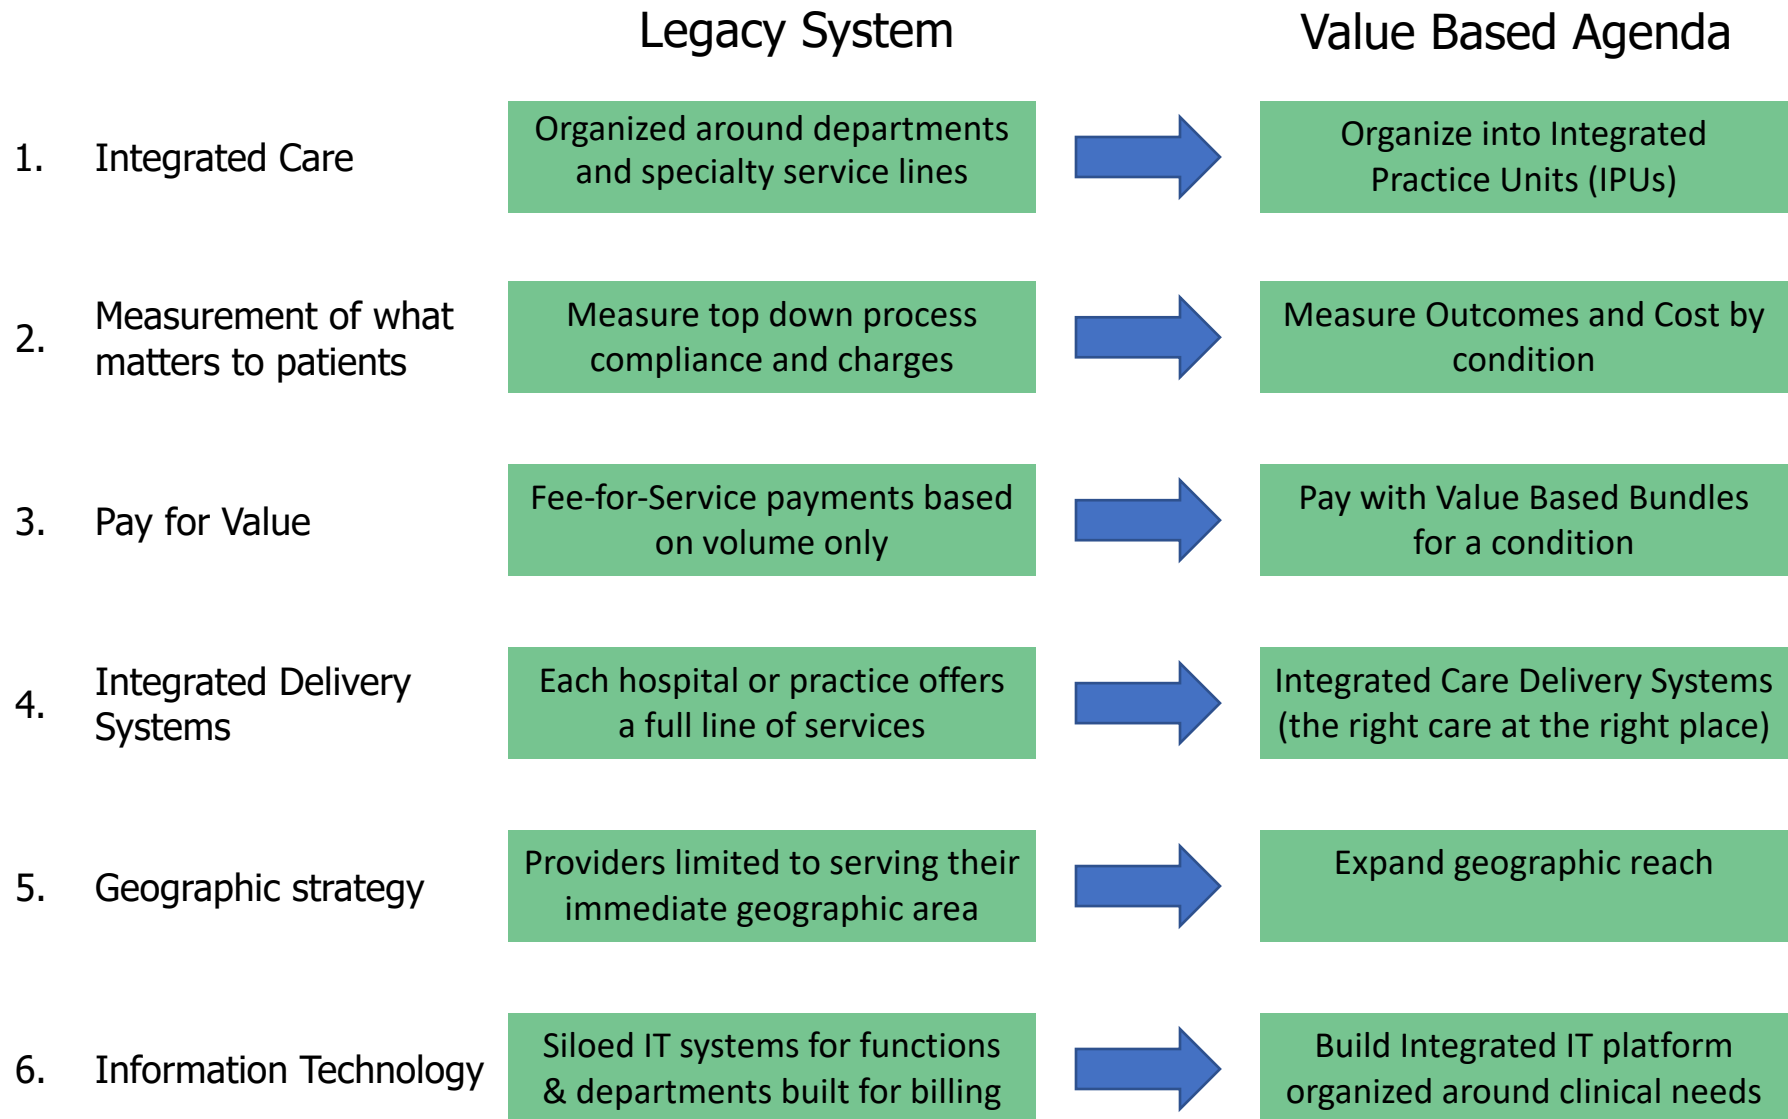 Legacy System
Value Based Agenda
1. Integrated Care
Organized around departments
and specialty service lines
Organize into Integrated
Practice Units (IPUs)
2. Measurement of what
matters to patients
Measure top down process
compliance and charges
Measure Outcomes and Cost by
condition
3. Pay for Value
Fee-for-Service payments based
on volume only
Pay with Value Based Bundles
for a condition
4. Integrated Delivery
Systems
Each hospital or practice offers
a full line of services
Integrated Care Delivery Systems
(the right care at the right place)
5. Geographic strategy
Providers limited to serving their
immediate geographic area
Expand geographic reach
6. Information Technology
Siloed IT systems for functions
& departments built for billing
Build Integrated IT platform
organized around clinical needs